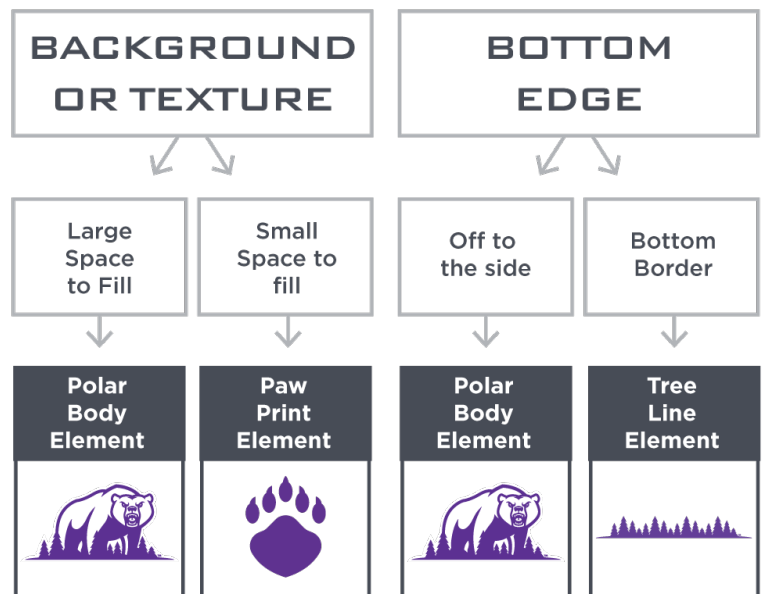 BACKGROUND
OR TEXTURE
BOTTOM
EDGE
Large
Space
to Fill
Small
Space to
fill
Off to
the side
Bottom
Border
Polar
Body
Element
Paw
Print
Element
Polar
Body
Element
Tree
Line
Element